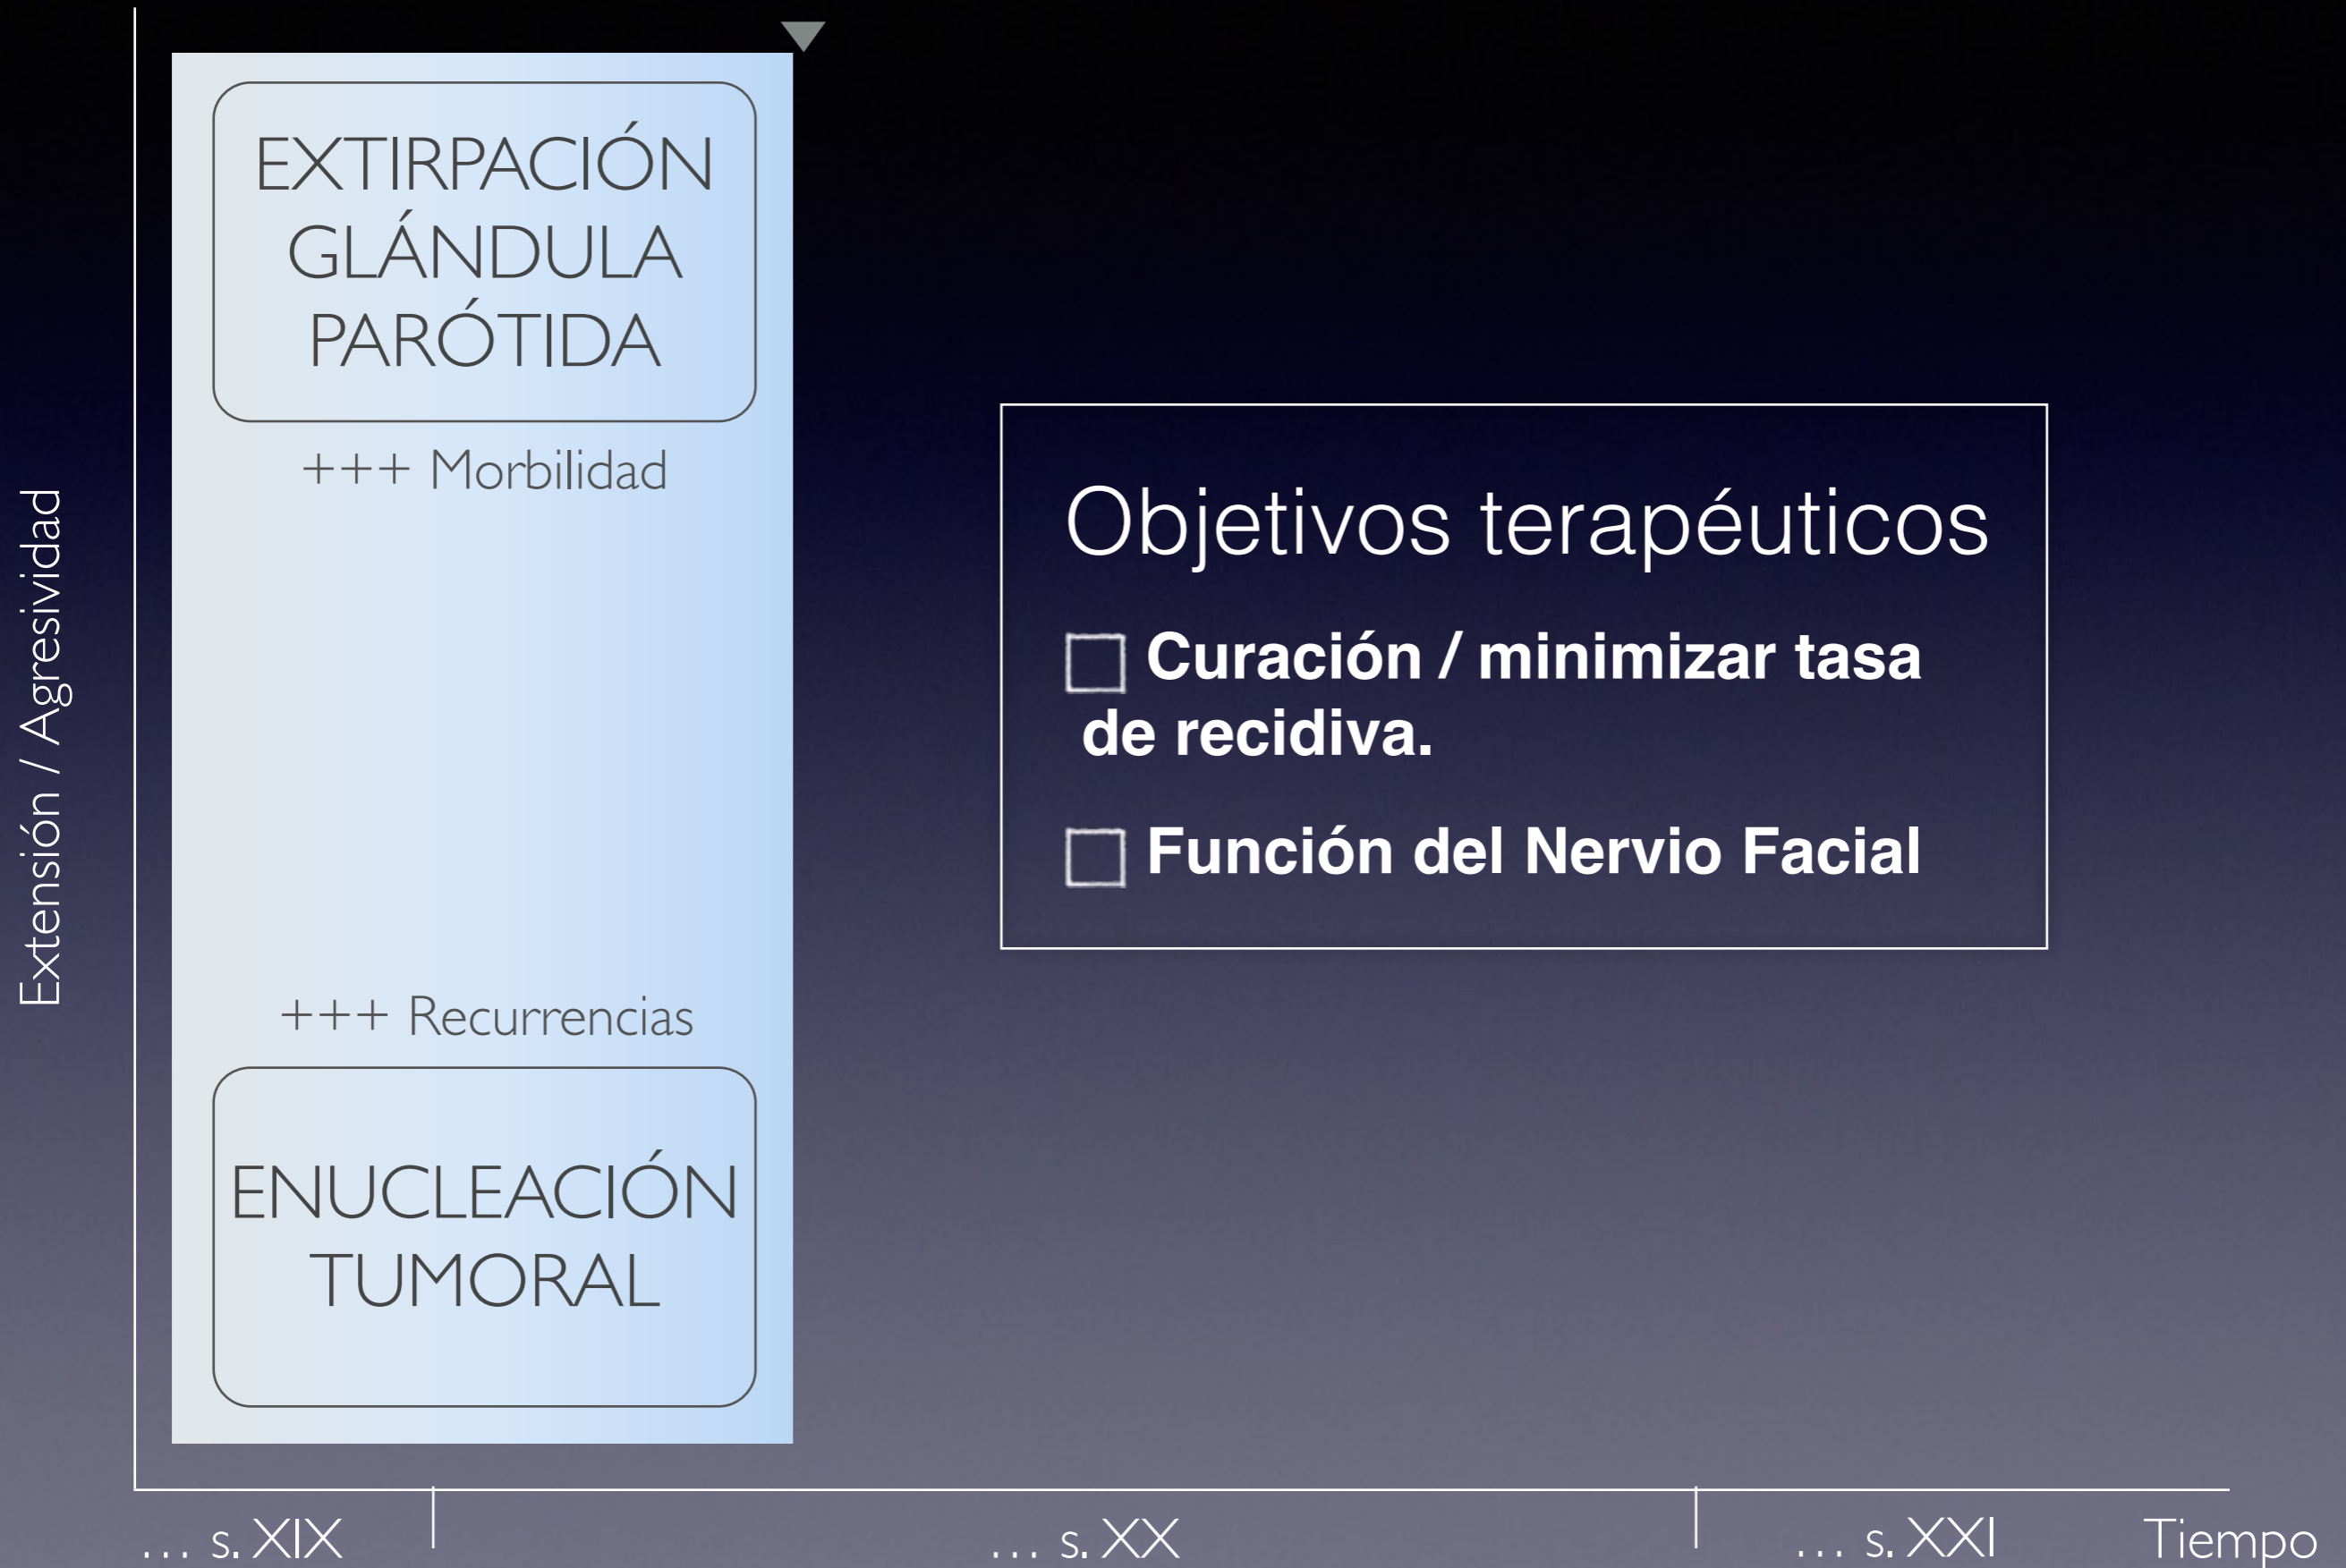 EXTIRPACIÓN
GLÁNDULA
PARÓTIDA
+++ Morbilidad
+++ Recurrencias
ENUCLEACIÓN
TUMORAL
Extensión / Agresividad
Objetivos terapéuticos
Curación / minimizar tasa
de recidiva.
Función del Nervio Facial
... s. XIX
... s. XX
... s. XXI
Tiempo